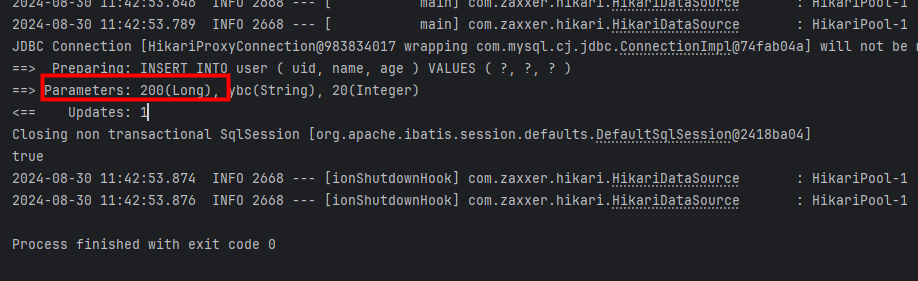 2024-08-30 11:42:53.646  INFO 2668 --- [           main] com.zaxxer.hikari.HikariDataSource       : HikariPool-1
2024-08-30 11:42:53.789  INFO 2668 --- [           main] com.zaxxer.hikari.HikariDataSource       : HikariPool-1
JDBC Connection [HikariProxyConnection@983834017 wrapping com.mysql.cj.jdbc.ConnectionImpl@74fab04a] will not be
==>  Preparing: INSERT INTO user ( uid, name, age ) VALUES ( ?, ?, ? )
==> Parameters: 200(Long), ybc(String), 20(Integer)
<==    Updates: 1
Closing non transactional SqlSession [org.apache.ibatis.session.defaults.DefaultSqlSession@2418ba04]
true
2024-08-30 11:42:53.874  INFO 2668 --- [ionShutdownHook] com.zaxxer.hikari.HikariDataSource       : HikariPool-1
2024-08-30 11:42:53.876  INFO 2668 --- [ionShutdownHook] com.zaxxer.hikari.HikariDataSource       : HikariPool-1
Process finished with exit code 0